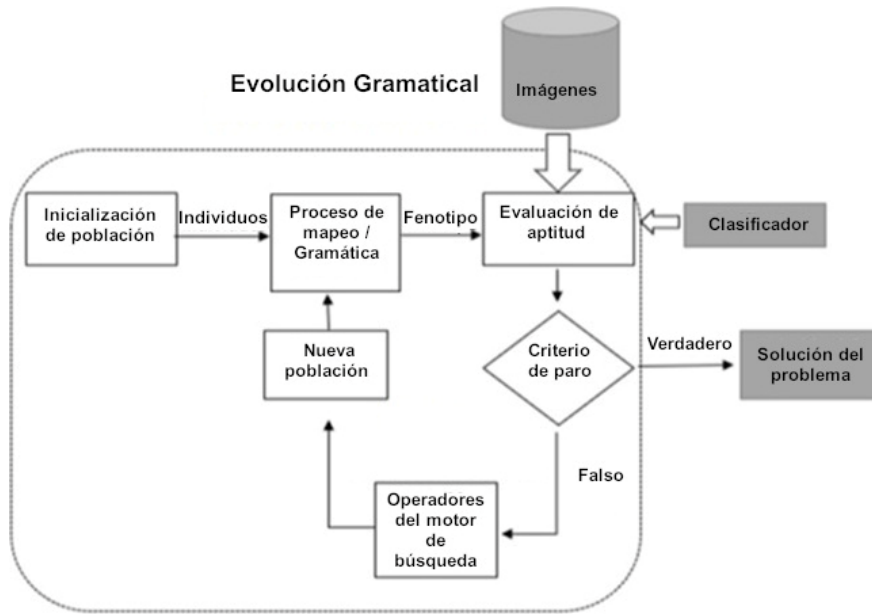 Evolución Gramatical
Imágenes
Inicialización
de población
Individuos
Proceso de
mapeo /
Gramática
Fenotipo
Evaluación de
aptitud
Clasificador
Nueva
población
Criterio
de paro
Verdadero
Solución del
problema
Falso
Operadores
del motor
de
búsqueda